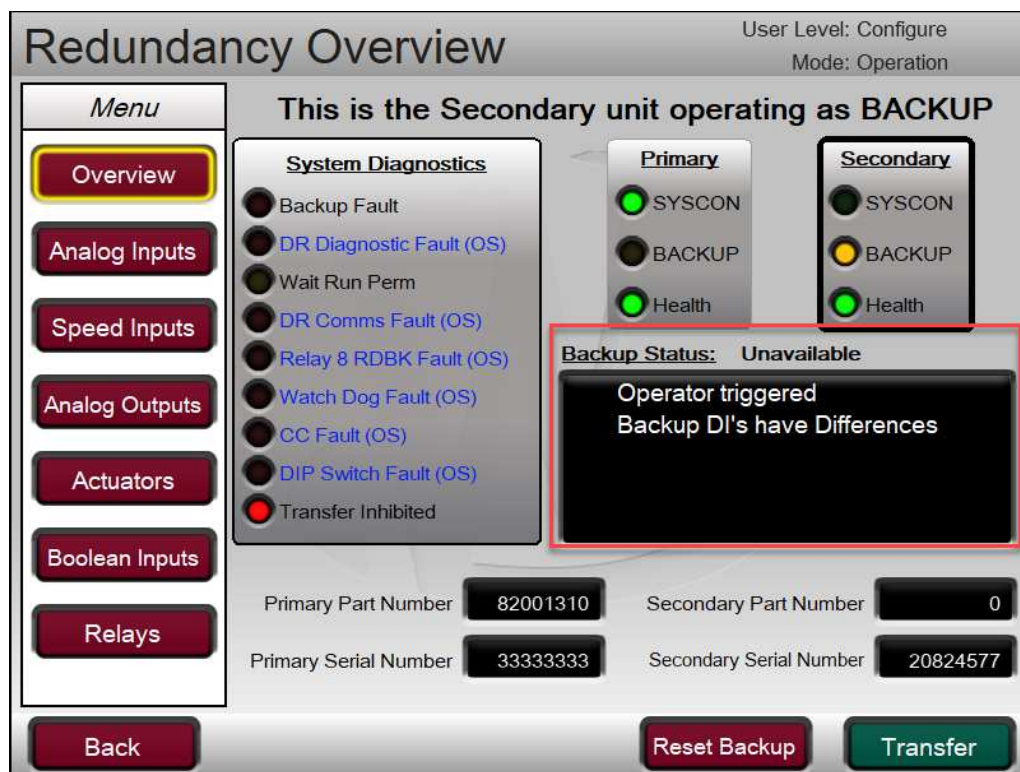 Redundancy Overview
User Level: Configure
Mode: Operation
Menu
Overview
Analog Inputs
Speed Inputs
Analog Outputs
Actuators
Boolean Inputs
Relays
This is the Secondary unit operating as BACKUP
System Diagnostics
Backup Fault
DR Diagnostic Fault (OS)
Wait Run Perm
DR Comms Fault (OS)
Relay 8 RDBK Fault (OS)
Watch Dog Fault (OS)
CC Fault (OS)
DIP Switch Fault (OS)
Transfer Inhibited
Primary
SYSCON
BACKUP
Health
Secondary
SYSCON
BACKUP
Health
Backup Status: Unavailable
Operator triggered
Backup DI's have Differences
Primary Part Number 82001310
Secondary Part Number 0
Primary Serial Number 33333333
Secondary Serial Number 20824577
Back
Reset Backup
Transfer